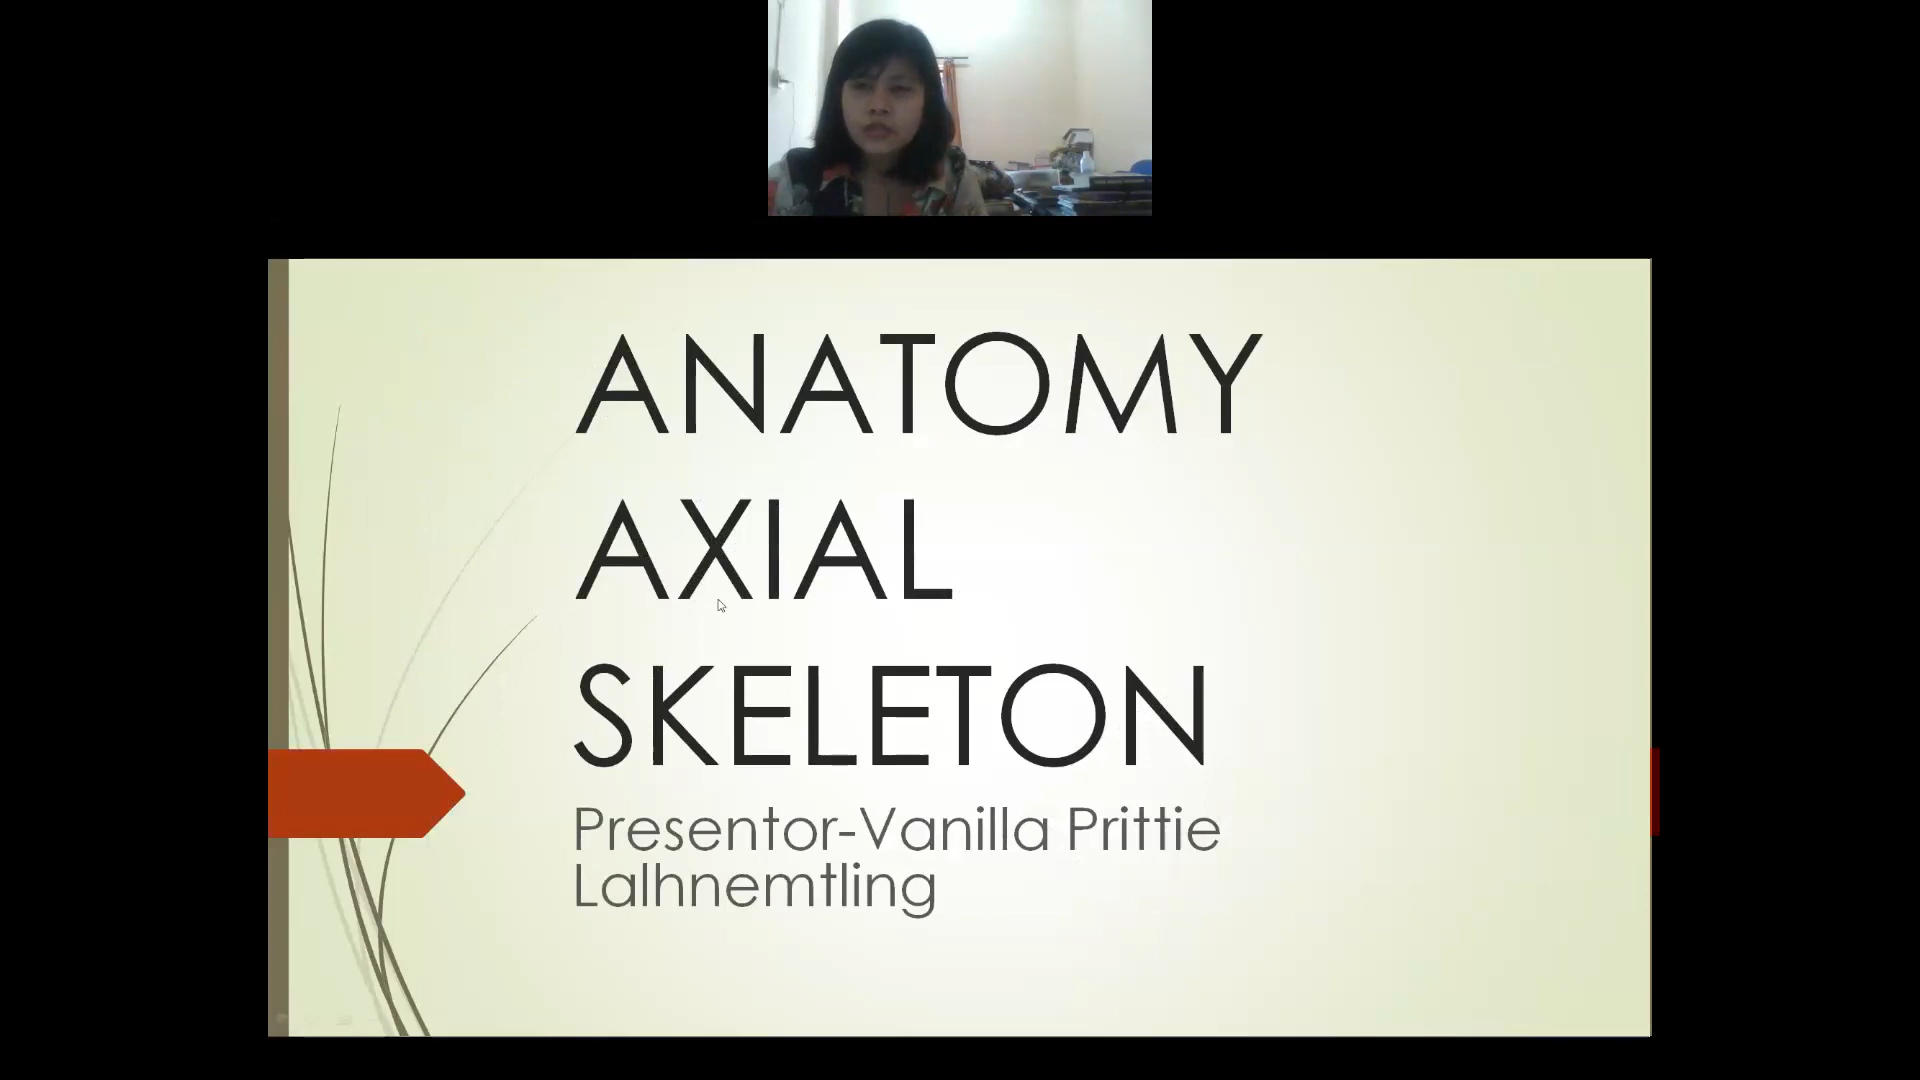 ANATOMY
AXIAL
SKELETON
Presentor-Vanilla Prittie
Lalhnemtling